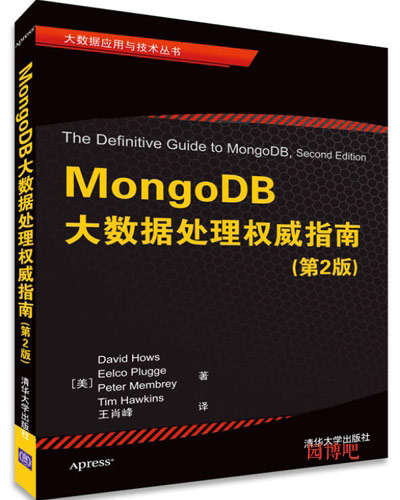 Apress®
大数据应用与技术丛书
The Definitive Guide to MongoDB, Second Edition
MongoDB
大数据处理权威指南
(第2版)
David Hows
Eelco Plugge
[美] Peter Membrey 著
Tim Hawkins
王肖峰 译
清华大学出版社
园博吧
Apress®
MongoDB大数据处理权威指南(第2版)
清华大学出版社